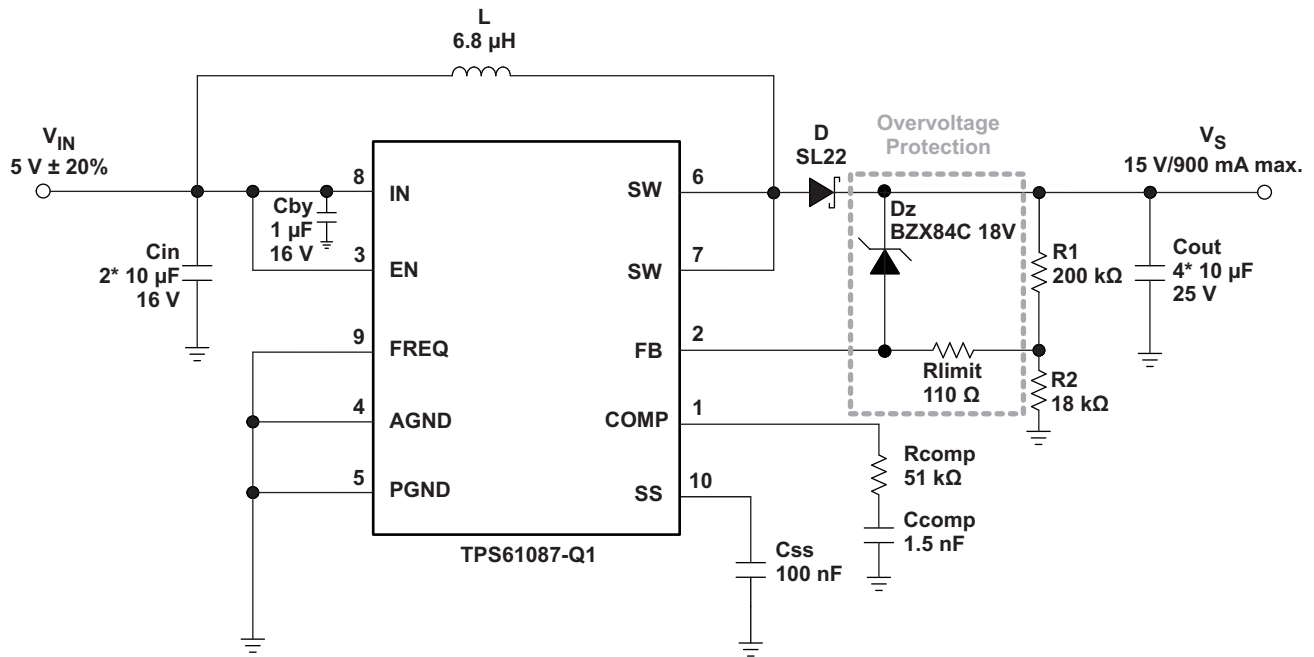 L
6.8 µH
VIN
5 V ± 20%
Cin
2* 10 µF
16 V
Cby
1 µF
16 V
8
IN
3
EN
9
FREQ
4
AGND
5
PGND
6
SW
7
SW
2
FB
1
COMP
10
SS
TPS61087-Q1
D
SL22
Overvoltage
Protection
Dz
BZX84C 18V
Rlimit
110 Ω
R1
200 kΩ
R2
18 kΩ
VS
15 V/900 mA max.
Cout
4* 10 µF
25 V
Rcomp
51 kΩ
Ccomp
1.5 nF
Css
100 nF